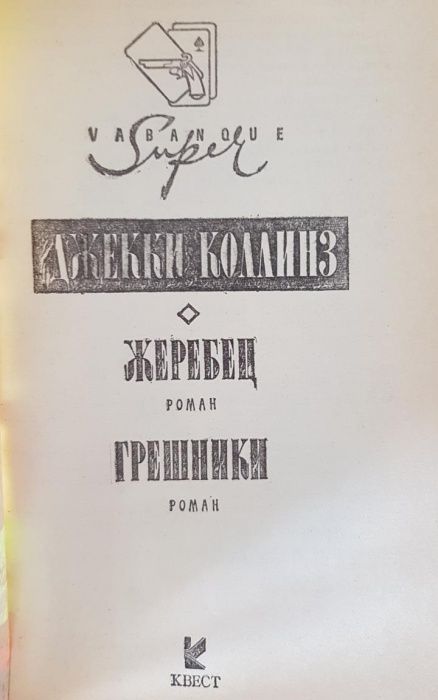 VABANQUE
Super
ДЖЕККИ КОЛЛИНЗ
ЖЕРЕБЕЦ
РОМАН
ГРЕШНИКИ
РОМАН
КВЕСТ